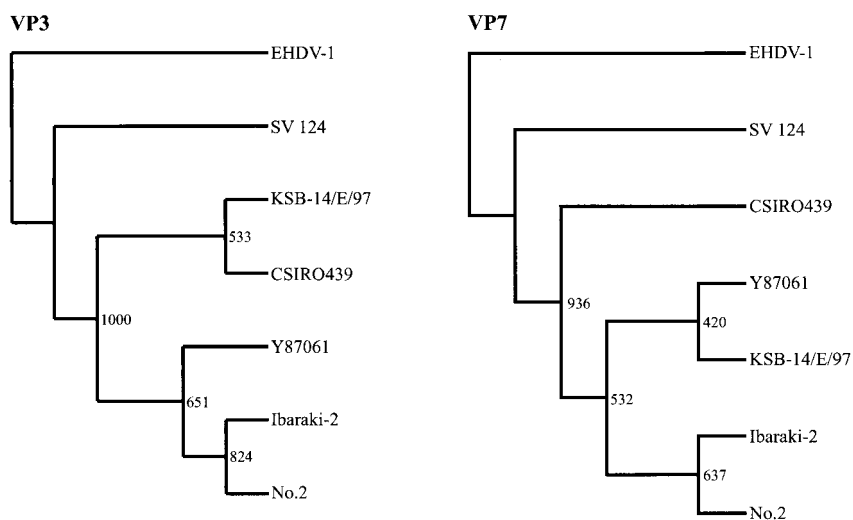 VP3
EHDV-1
SV 124
KSB-14/E/97
533
CSIRO439
1000
Y87061
651
Ibaraki-2
824
No.2
VP7
EHDV-1
SV 124
CSIRO439
936
Y87061
420
KSB-14/E/97
532
Ibaraki-2
637
No.2